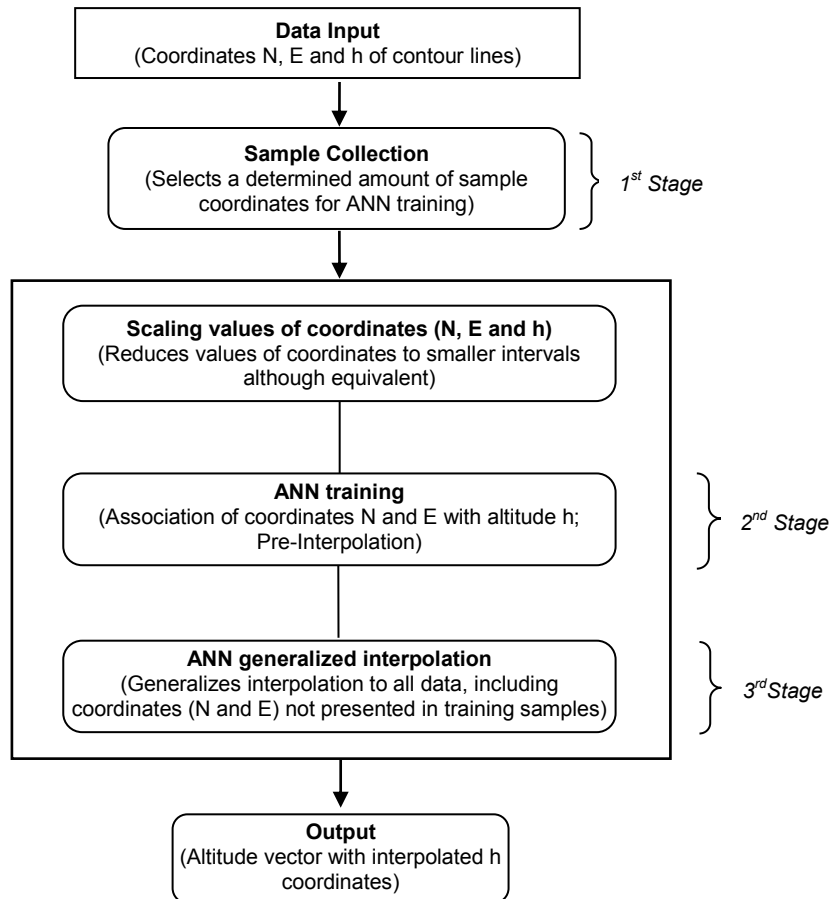 Data Input
(Coordinates N, E and h of contour lines)
Sample Collection
(Selects a determined amount of sample
coordinates for ANN training)
1st Stage
Scaling values of coordinates (N, E and h)
(Reduces values of coordinates to smaller intervals
although equivalent)
ANN training
(Association of coordinates N and E with altitude h;
Pre-Interpolation)
2nd Stage
ANN generalized interpolation
(Generalizes interpolation to all data, including
coordinates (N and E) not presented in training samples)
3rd Stage
Output
(Altitude vector with interpolated h
coordinates)